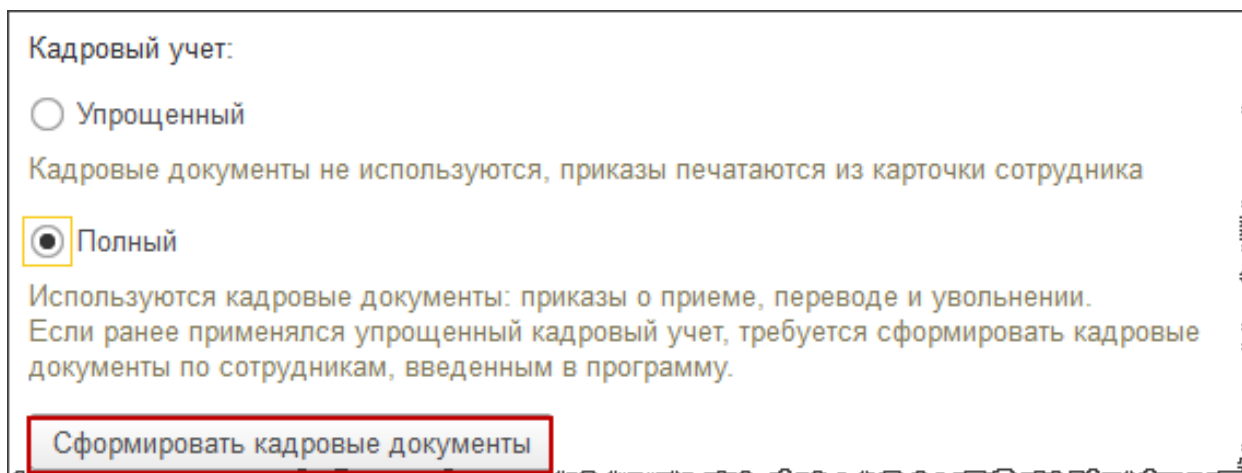 Кадровый учет:
Упрощенный
Кадровые документы не используются, приказы печатаются из карточки сотрудника
Полный
Используются кадровые документы: приказы о приеме, переводе и увольнении.
Если ранее применялся упрощенный кадровый учет, требуется сформировать кадровые
документы по сотрудникам, введенным в программу.
Сформировать кадровые документы